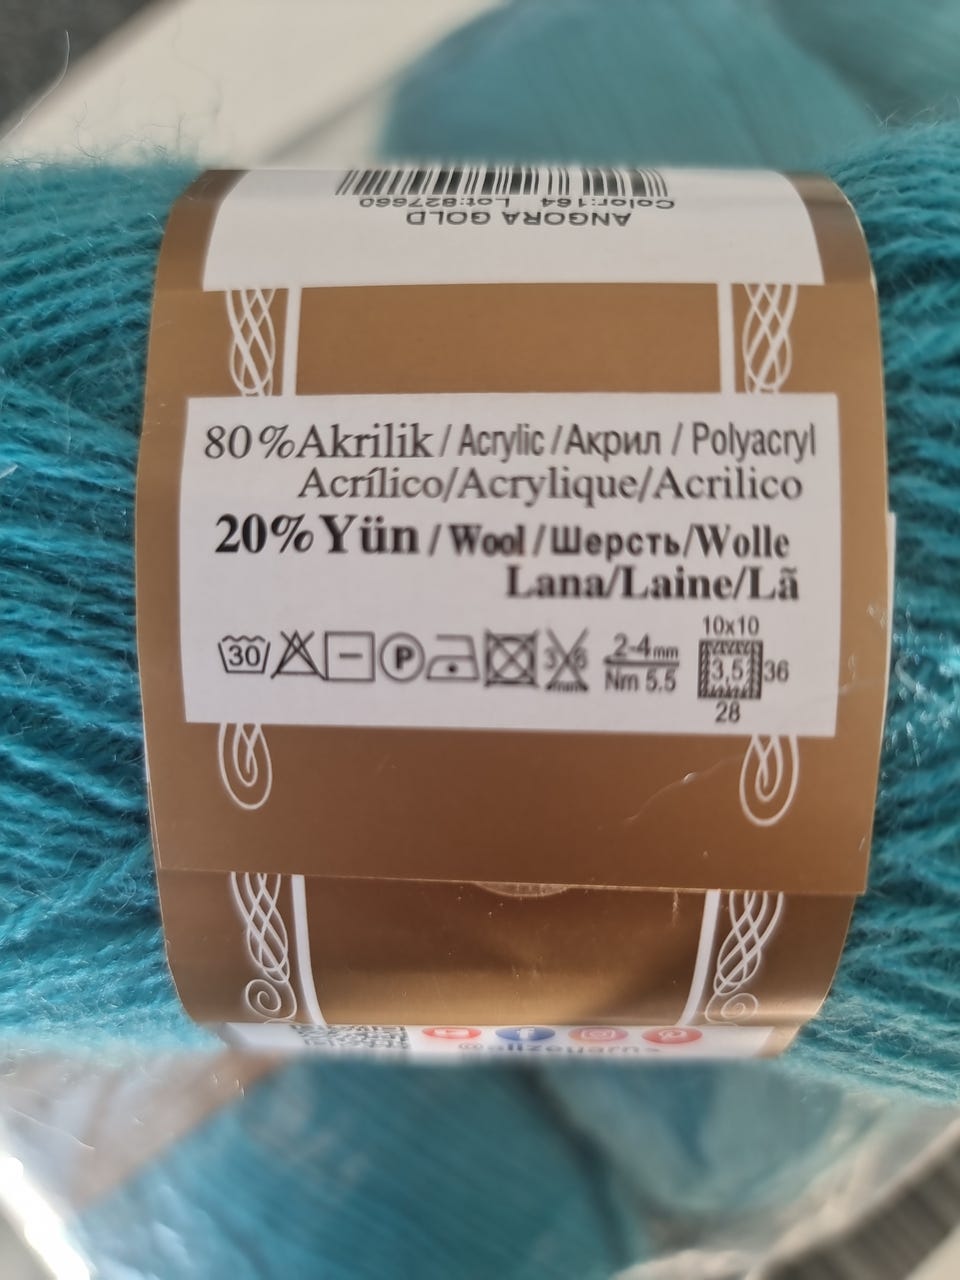 Color:164 Lot:827660
ANGORA GOLD
80%Akrilik / Acrylic / Акрил / Polyacryl
Acrílico/Acrylique/Acrilico
20% Yün / Wool / Шерсть/Wolle
Lana/Laine/Lã
30 P 2-4mm
Nm 5.5
10x10
3,5 36
28
@alizeyarns